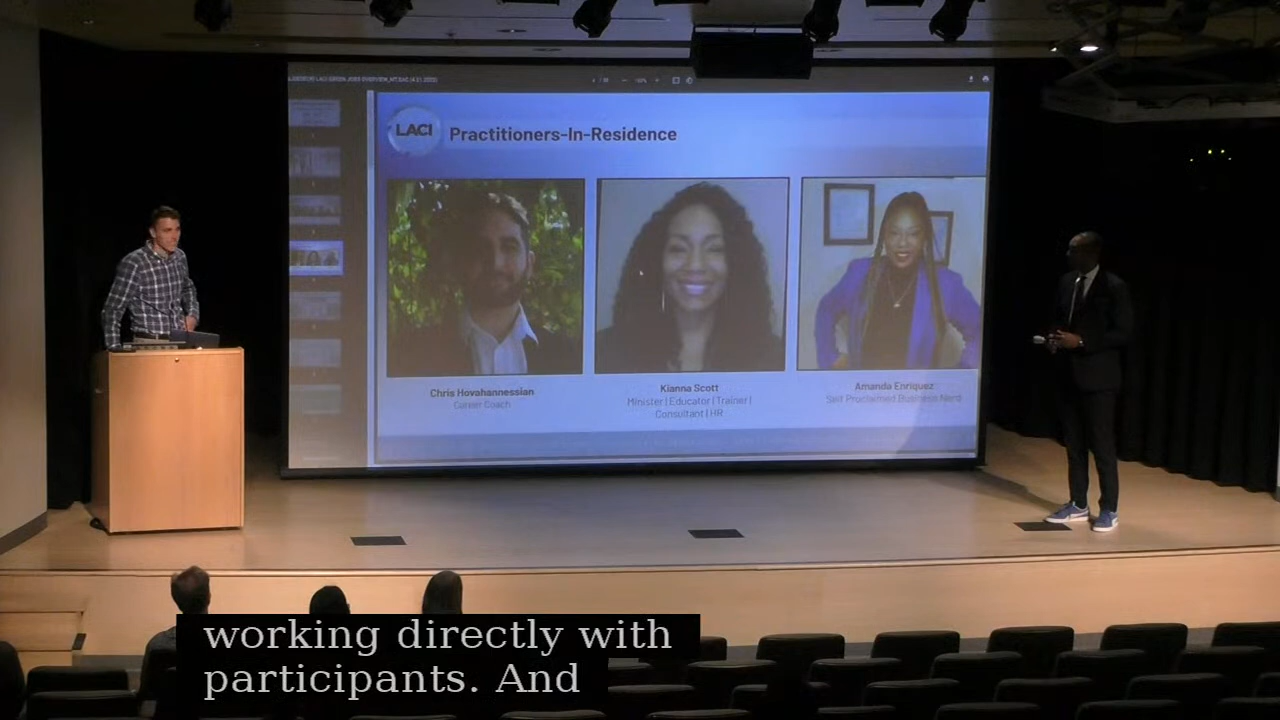 LACI
Practitioners-In-Residence
Chris Hovahannessian
Career Coach
Kianna Scott
Minister | Educator | Trainer |
Consultant | HR
Amanda Enriquez
Self Proclaimed Business Nerd
working directly with
participants. And